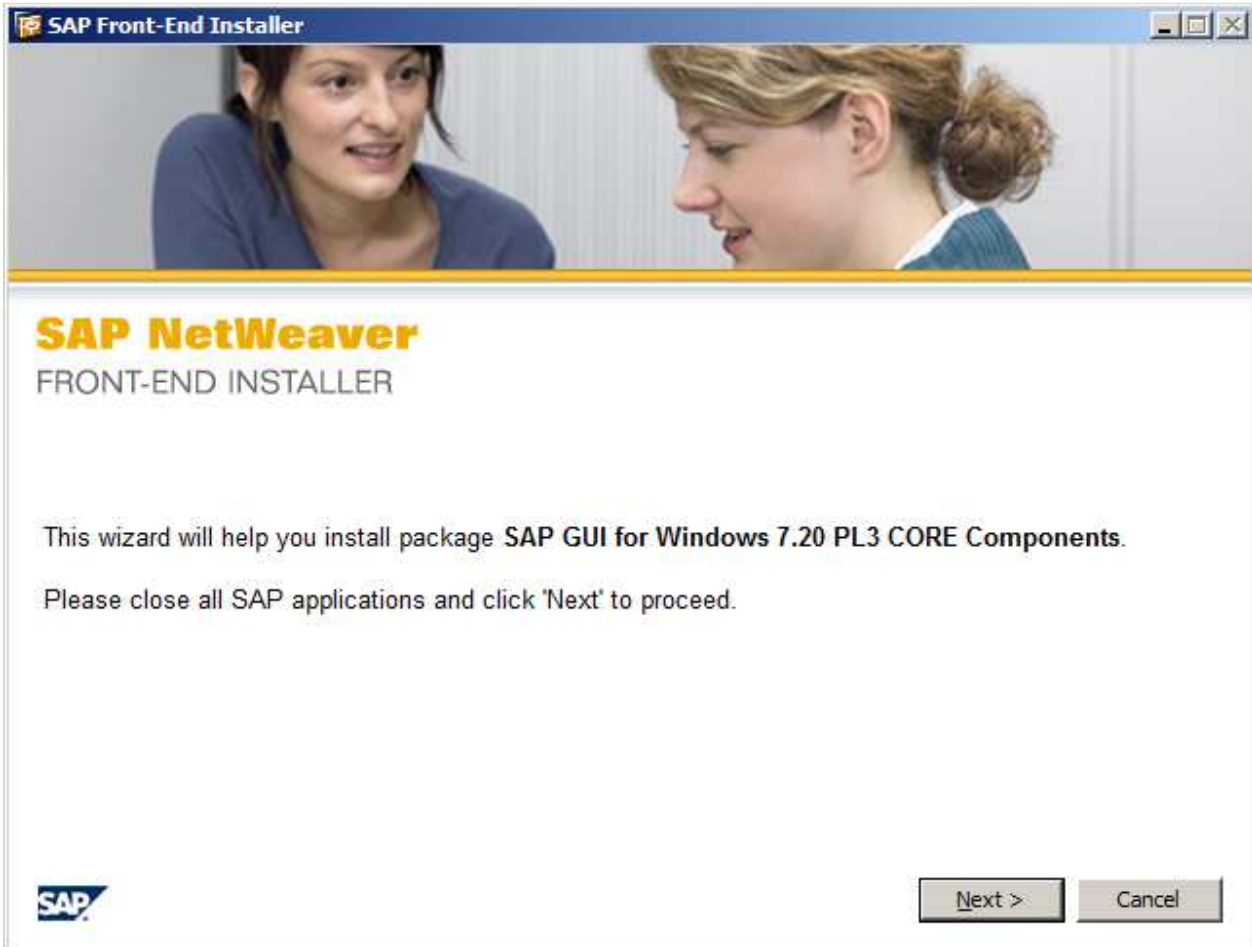 SAP Front-End Installer
SAP NetWeaver
FRONT-END INSTALLER
This wizard will help you install package SAP GUI for Windows 7.20 PL3 CORE Components.
Please close all SAP applications and click 'Next' to proceed.
SAP
Next >
Cancel